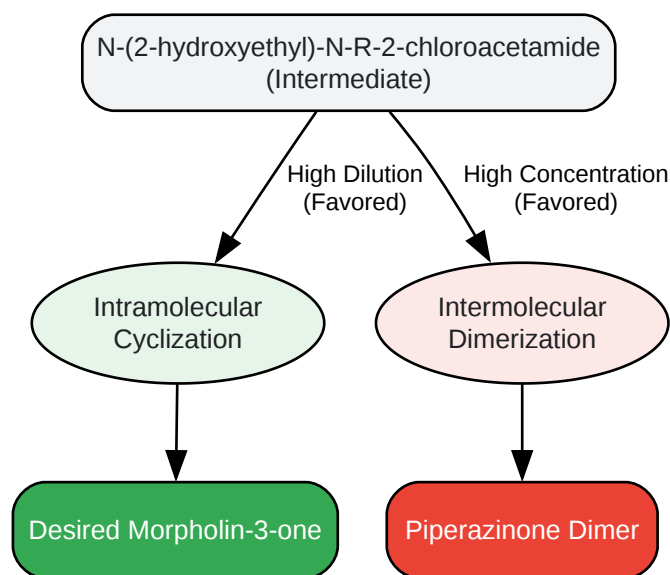 N-(2-hydroxyethyl)-N-R-2-chloroacetamide
(Intermediate)
High Dilution
(Favored)
High Concentration
(Favored)
Intramolecular
Cyclization
Intermolecular
Dimerization
Desired Morpholin-3-one
Piperazinone Dimer